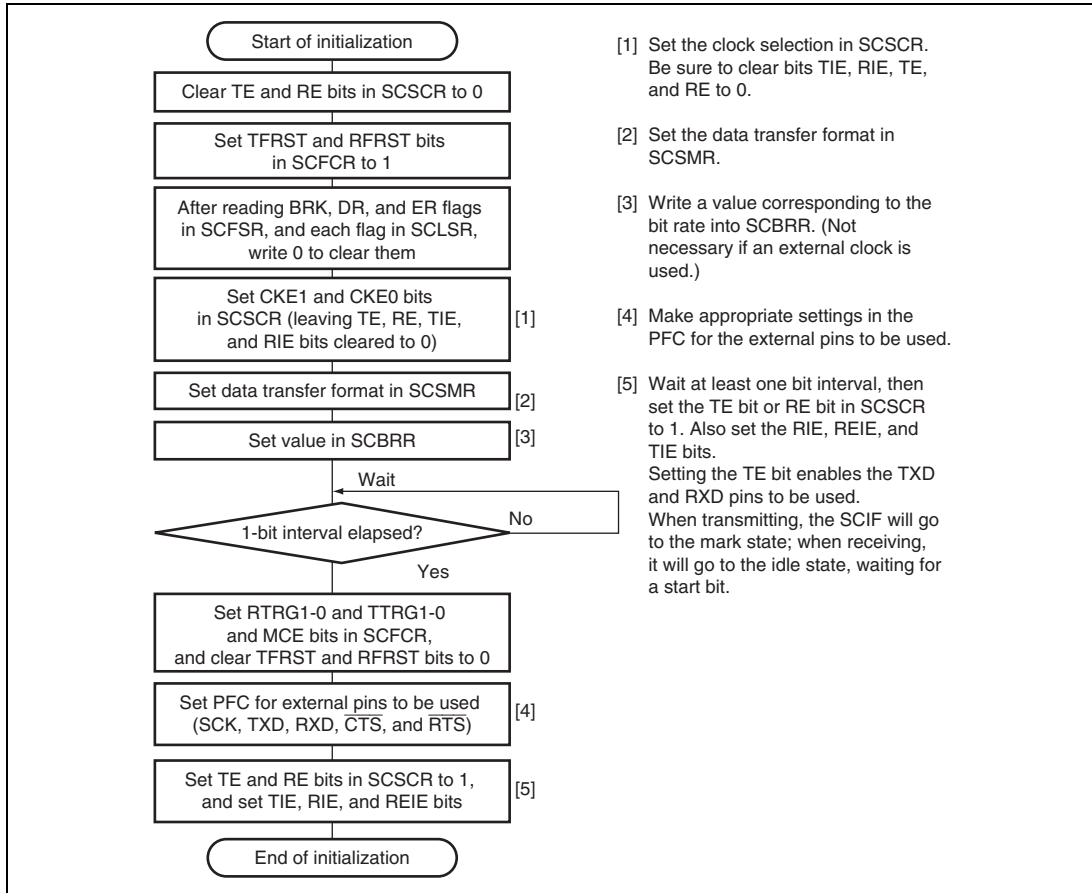 Start of initialization
Clear TE and RE bits in SCSCR to 0
Set TFRST and RFRST bits
in SCFCR to 1
After reading BRK, DR, and ER flags
in SCFSR, and each flag in SCLSR,
write 0 to clear them
Set CKE1 and CKE0 bits
in SCSCR (leaving TE, RE, TIE,
and RIE bits cleared to 0)
[1]
Set data transfer format in SCSMR
[2]
Set value in SCBRR
[3]
Wait
1-bit interval elapsed?
No
Yes
Set RTRG1-0 and TTRG1-0
and MCE bits in SCFCR,
and clear TFRST and RFRST bits to 0
Set PFC for external pins to be used
(SCK, TXD, RXD, CTS, and RTS)
[4]
Set TE and RE bits in SCSCR to 1,
and set TIE, RIE, and REIE bits
[5]
End of initialization
[1] Set the clock selection in SCSCR.
Be sure to clear bits TIE, RIE, TE,
and RE to 0.
[2] Set the data transfer format in
SCSMR.
[3] Write a value corresponding to the
bit rate into SCBRR. (Not
necessary if an external clock is
used.)
[4] Make appropriate settings in the
PFC for the external pins to be used.
[5] Wait at least one bit interval, then
set the TE bit or RE bit in SCSCR
to 1. Also set the RIE, REIE, and
TIE bits.
Setting the TE bit enables the TXD
and RXD pins to be used.
When transmitting, the SCIF will go
to the mark state; when receiving,
it will go to the idle state, waiting for
a start bit.